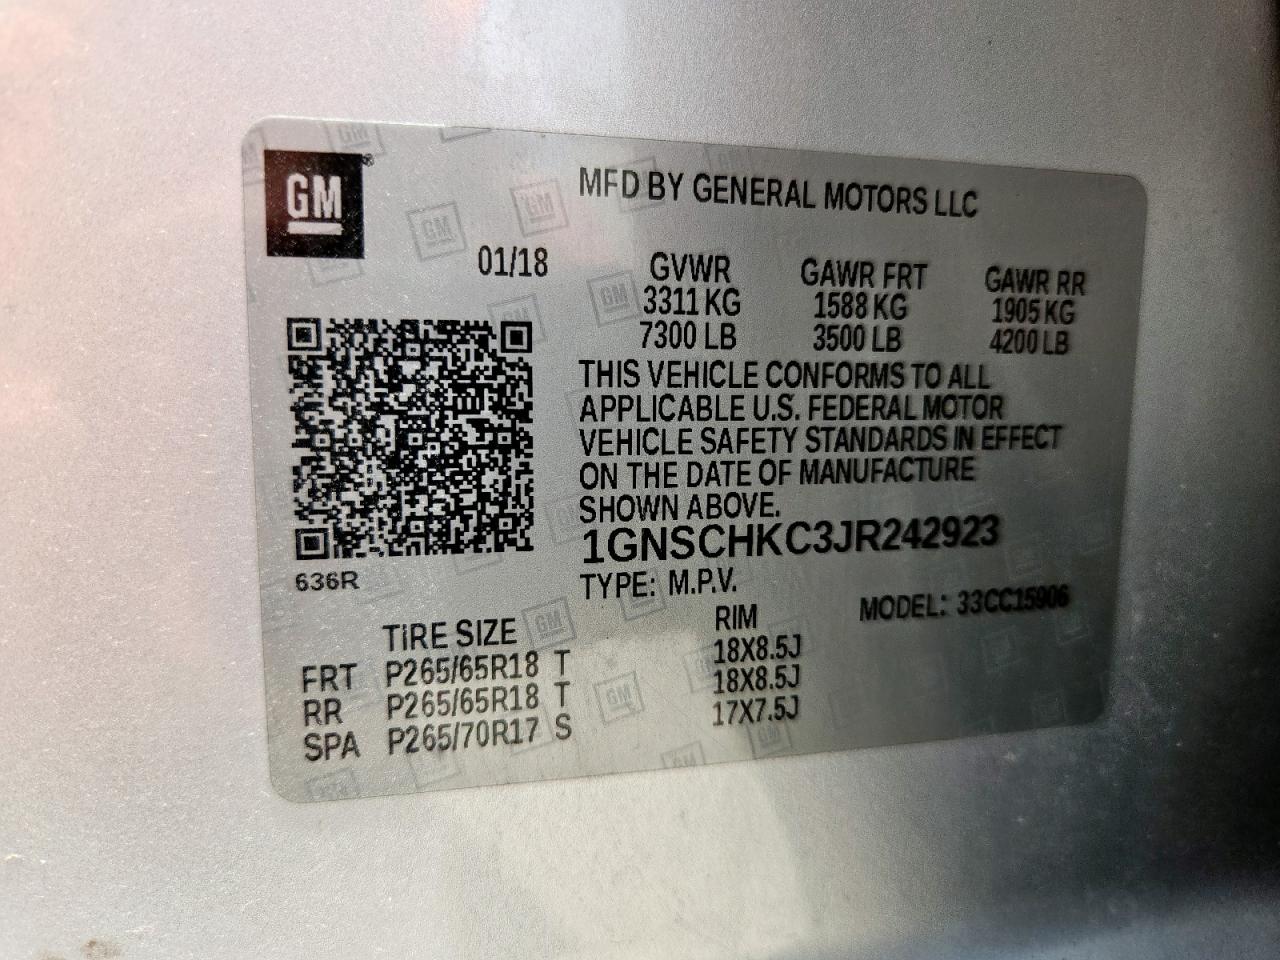 GM®
MFD BY GENERAL MOTORS LLC
01/18 GVWR GAWR FRT GAWR RR
3311 KG 1588 KG 1905 KG
7300 LB 3500 LB 4200 LB
THIS VEHICLE CONFORMS TO ALL
APPLICABLE U.S. FEDERAL MOTOR
VEHICLE SAFETY STANDARDS IN EFFECT
ON THE DATE OF MANUFACTURE
SHOWN ABOVE.
1GNSCHKC3JR242923
636R
TYPE: M.P.V. MODEL: 33CC15906
TIRE SIZE RIM
FRT P265/65R18 T 18X8.5J
RR P265/65R18 T 18X8.5J
SPA P265/70R17 S 17X7.5J